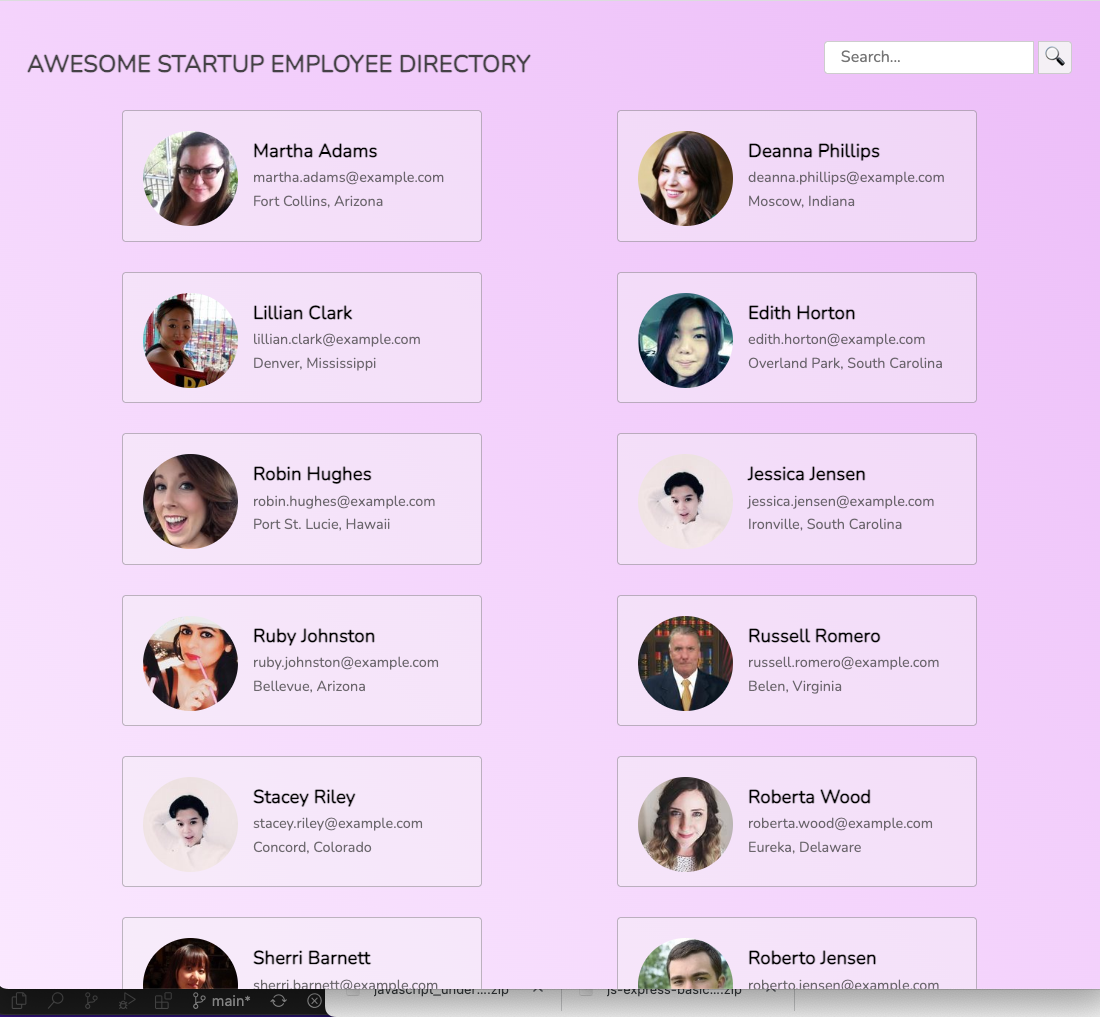 AWESOME STARTUP EMPLOYEE DIRECTORY
Search...
Martha Adams
martha.adams@example.com
Fort Collins, Arizona
Deanna Phillips
deanna.phillips@example.com
Moscow, Indiana
Lillian Clark
lillian.clark@example.com
Denver, Mississippi
Edith Horton
edith.horton@example.com
Overland Park, South Carolina
Robin Hughes
robin.hughes@example.com
Port St. Lucie, Hawaii
Jessica Jensen
jessica.jensen@example.com
Ironville, South Carolina
Ruby Johnston
ruby.johnston@example.com
Bellevue, Arizona
Russell Romero
russell.romero@example.com
Belen, Virginia
Stacey Riley
stacey.riley@example.com
Concord, Colorado
Roberta Wood
roberta.wood@example.com
Eureka, Delaware
Sherri Barnett
sherri.barnett@example.com
Roberto Jensen
roberto.jensen@example.com
main*
javascript_under....zip
js-express-basic....zip